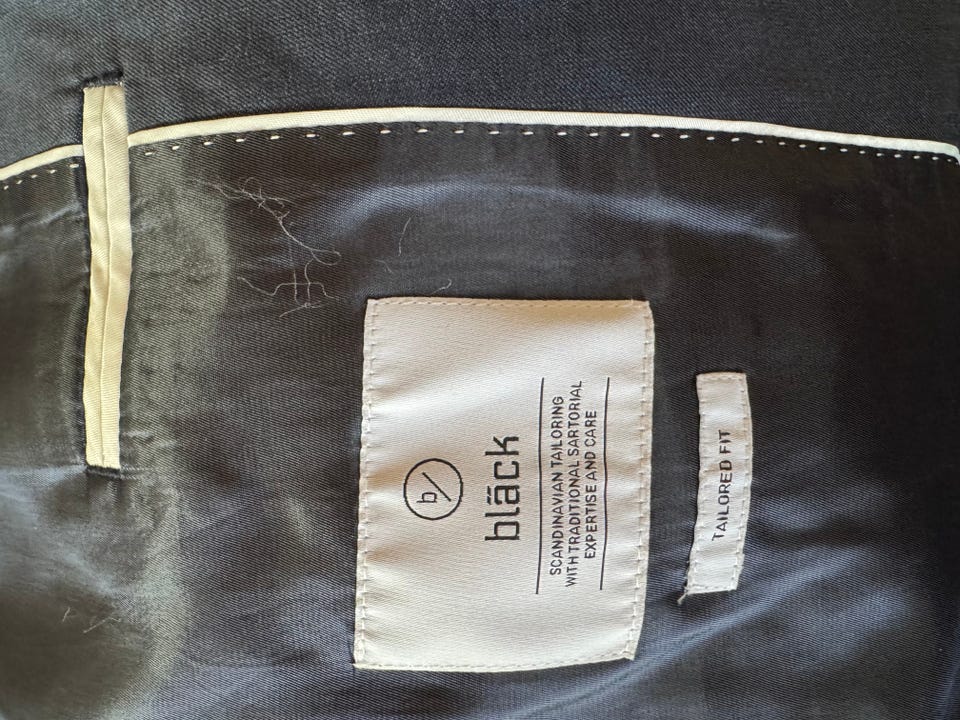 b/
bläck
SCANDINAVIAN TAILORING
WITH TRADITIONAL SARTORIAL
EXPERTISE AND CARE
TAILORED FIT